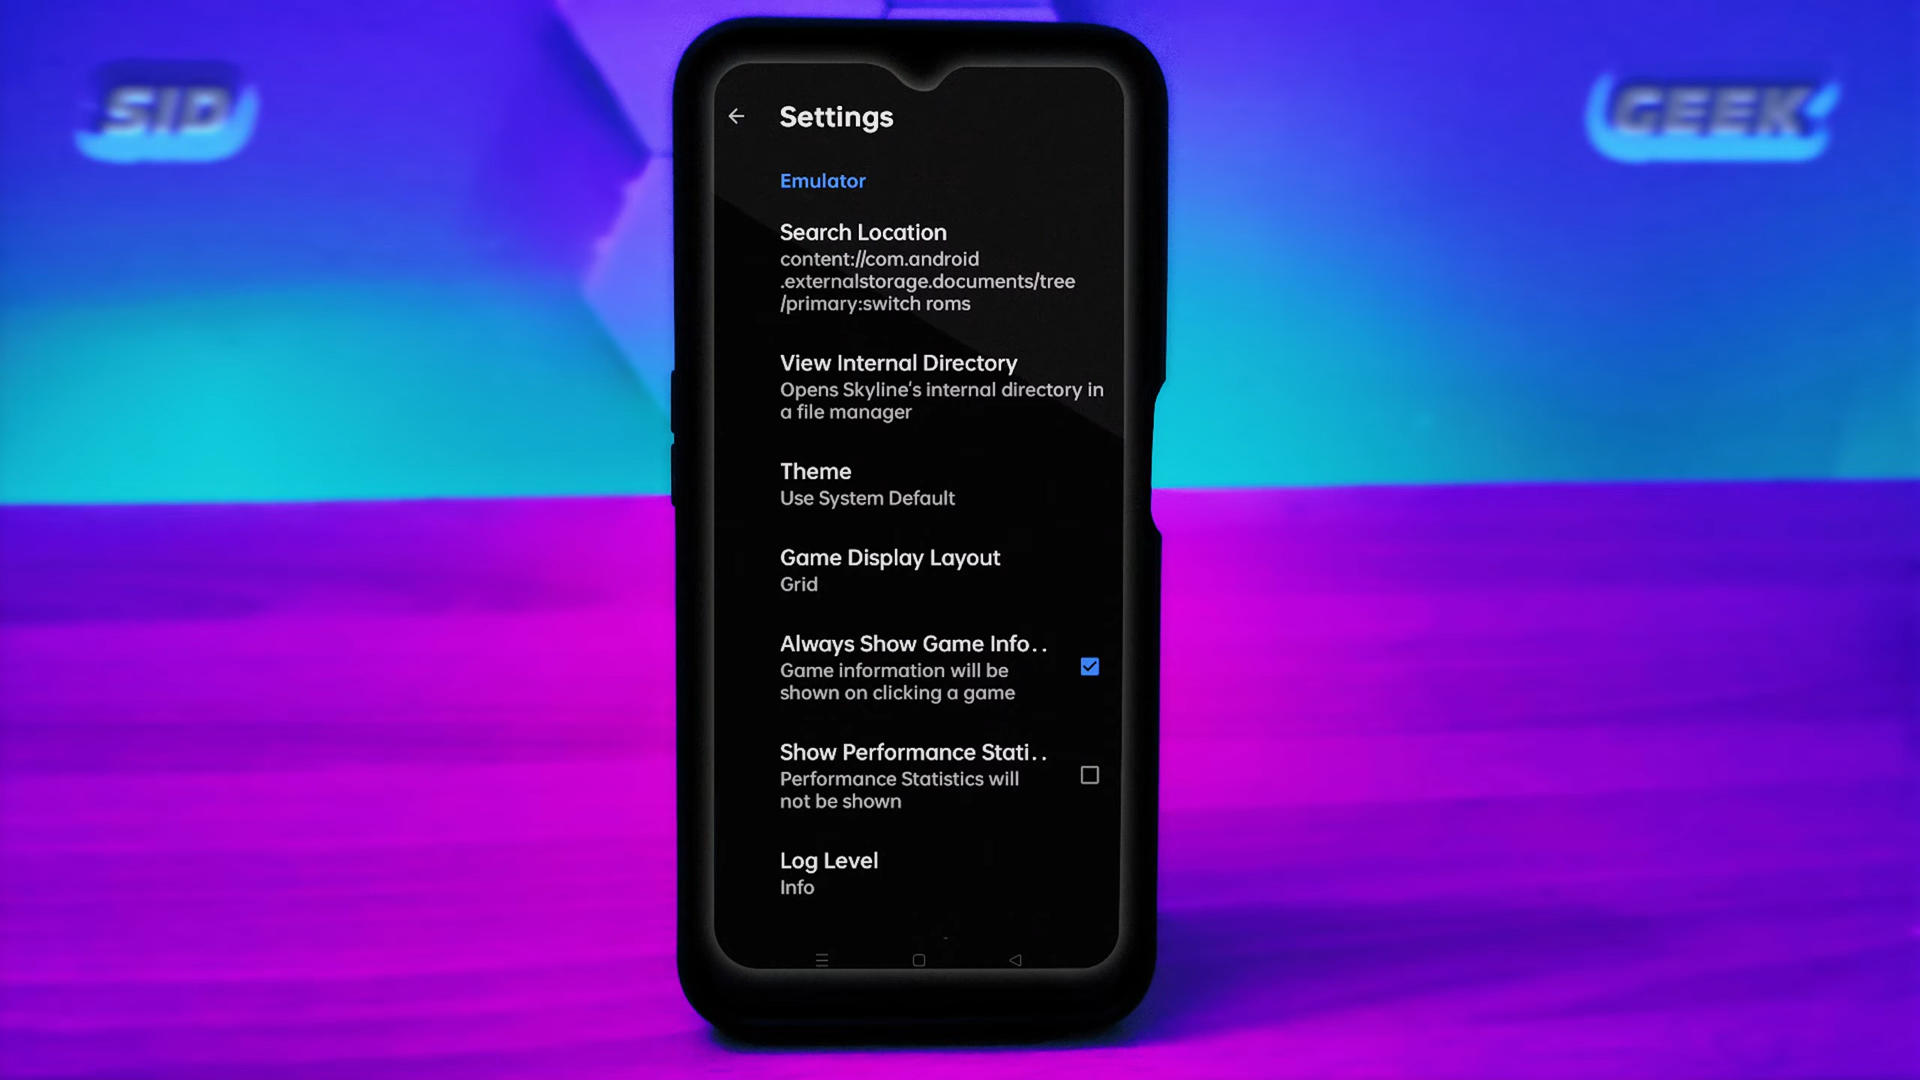 SID
GEEK
Settings
Emulator
Search Location
content://com.android
.externalstorage.documents/tree
/primary:switch roms
View Internal Directory
Opens Skyline's internal directory in
a file manager
Theme
Use System Default
Game Display Layout
Grid
Always Show Game Info..
Game information will be
shown on clicking a game
Show Performance Stati..
Performance Statistics will
not be shown
Log Level
Info